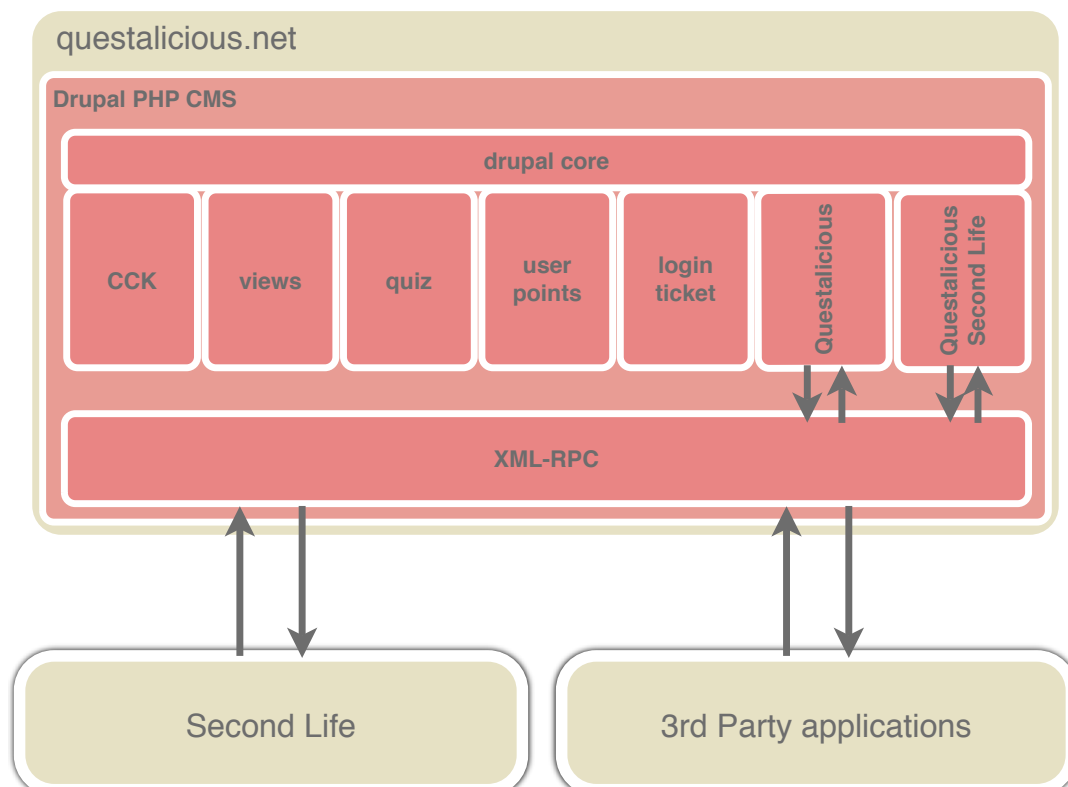 questalicious.net
Drupal PHP CMS
drupal core
CCK
views
quiz
user
points
login
ticket
Questalicious
Questalicious
Second Life
XML-RPC
Second Life
3rd Party applications